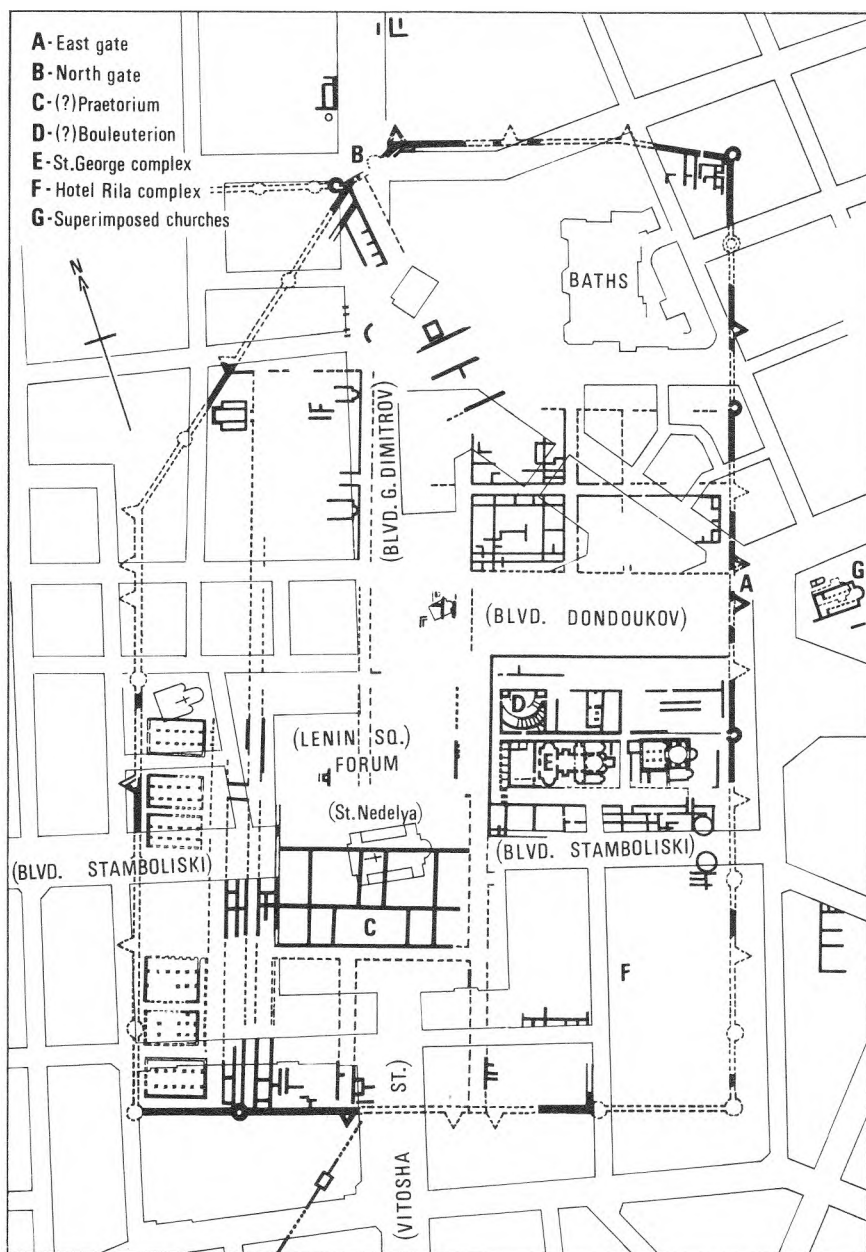 A - East gate
B - North gate
C - (?) Praetorium
D - (?) Bouleuterion
E - St. George complex
F - Hotel Rila complex
G - Superimposed churches
B
N
BATHS
(BLVD. G. DIMITROV)
A
G
(BLVD. DONDOUKOV)
D
(LENIN SQ.)
FORUM
E
(St. Nedelya)
(BLVD. STAMBOLISKI)
(BLVD. STAMBOLISKI)
C
F
(VITOSHA ST.)